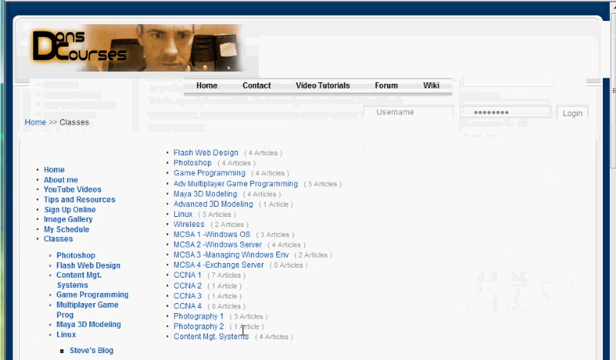 Dans
Courses
Home Contact Video Tutorials Forum Wiki
Username ******** Login
Home >> Classes
• Flash Web Design ( 4 Articles )
• Photoshop ( 4 Articles )
• Game Programming ( 4 Articles )
• Adv Multiplayer Game Programming ( 3 Articles )
• Maya 3D Modeling ( 4 Articles )
• Advanced 3D Modeling ( 1 Article )
• Linux ( 3 Articles )
• Wireless ( 2 Articles )
• MCSA 1 -Windows OS ( 3 Articles )
• MCSA 2 -Windows Server ( 4 Articles )
• MCSA 3 -Managing Windows Env ( 2 Articles )
• MCSA 4 -Exchange Server ( 0 Articles )
• CCNA 1 ( 7 Articles )
• CCNA 2 ( 1 Article )
• CCNA 3 ( 1 Article )
• CCNA 4 ( 0 Articles )
• Photography 1 ( 3 Articles )
• Photography 2 ( 1 Article )
• Content Mgt. Systems ( 4 Articles )
• Home
• About me
• YouTube Videos
• Tips and Resources
• Sign Up Online
• Image Gallery
• My Schedule
• Classes
Photoshop
Flash Web Design
Content Mgt.
Systems
Game Programming
Multiplayer Game
Prog
Maya 3D Modeling
Linux
Steve's Blog